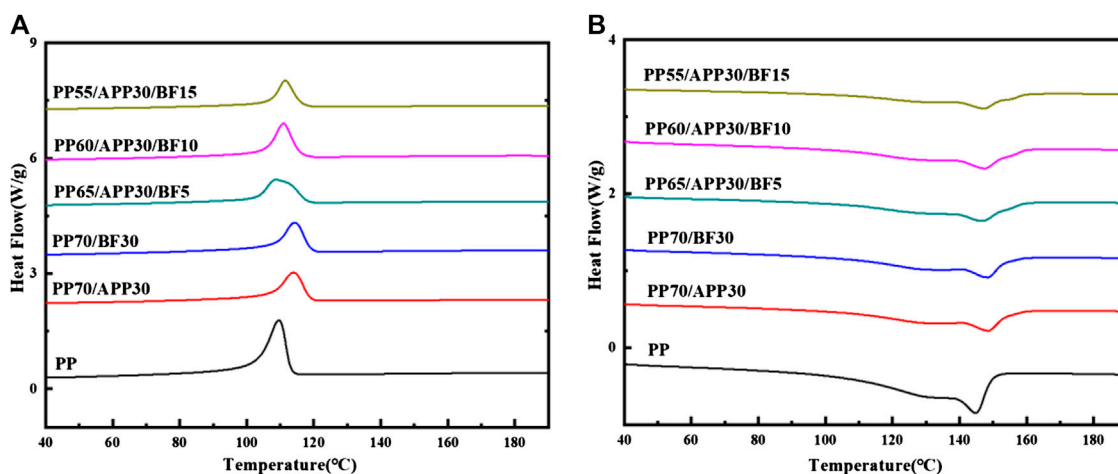 A
9
PP55/APP30/BF15
PP60/APP30/BF10
6
PP65/APP30/BF5
PP70/BF30
3
PP70/APP30
PP
0
Heat Flow(W/g)
40 60 80 100 120 140 160 180
Temperature(℃)
B
4
PP55/APP30/BF15
PP60/APP30/BF10
PP65/APP30/BF5
2
PP70/BF30
PP70/APP30
0
PP
Heat Flow(W/g)
40 60 80 100 120 140 160 180
Temperature(℃)